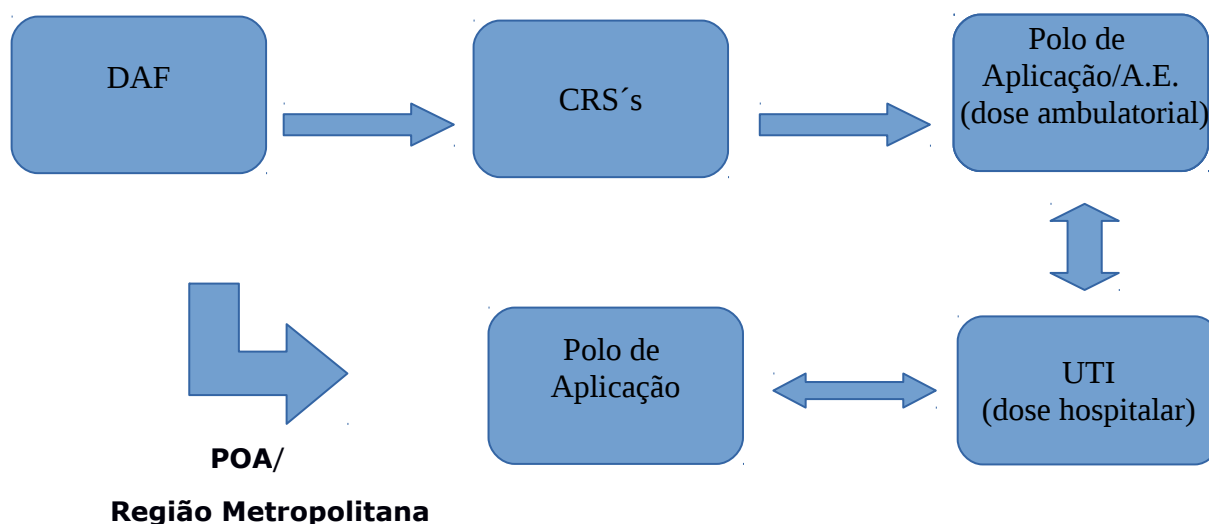 DAF
CRS´s
Polo de
Aplicação/A.E.
(dose ambulatorial)
Polo de
Aplicação
UTI
(dose hospitalar)
POA/
Região Metropolitana